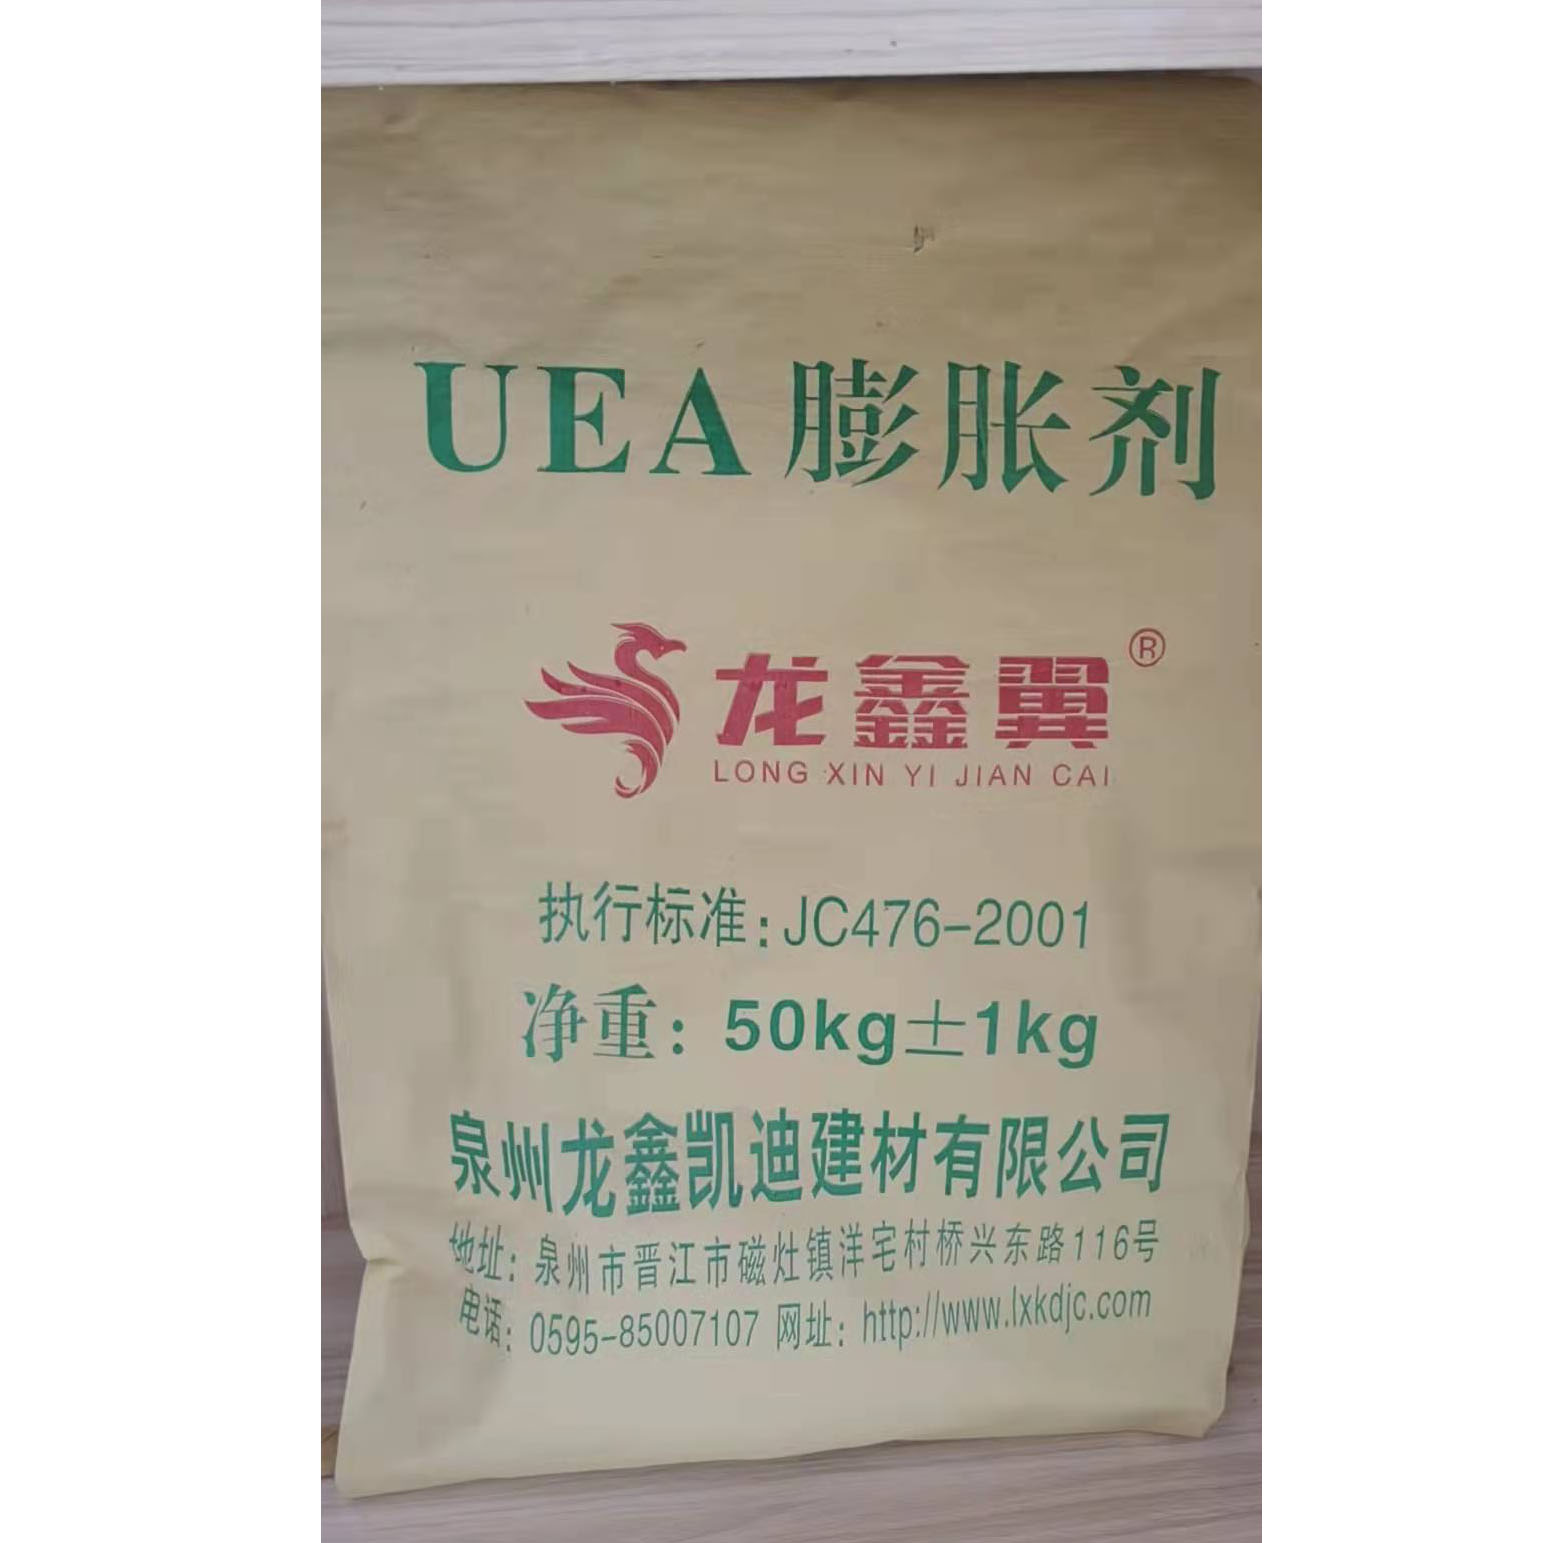 UEA膨胀剂
龙鑫翼®
LONG XIN YI JIAN CAI
执行标准:JC476-2001
净重:50kg±1kg
泉州龙鑫凯迪建材有限公司
地址:泉州市晋江市磁灶镇洋宅村桥兴东路116号
电话:0595-85007107 网址:http://www.lxkdjc.com